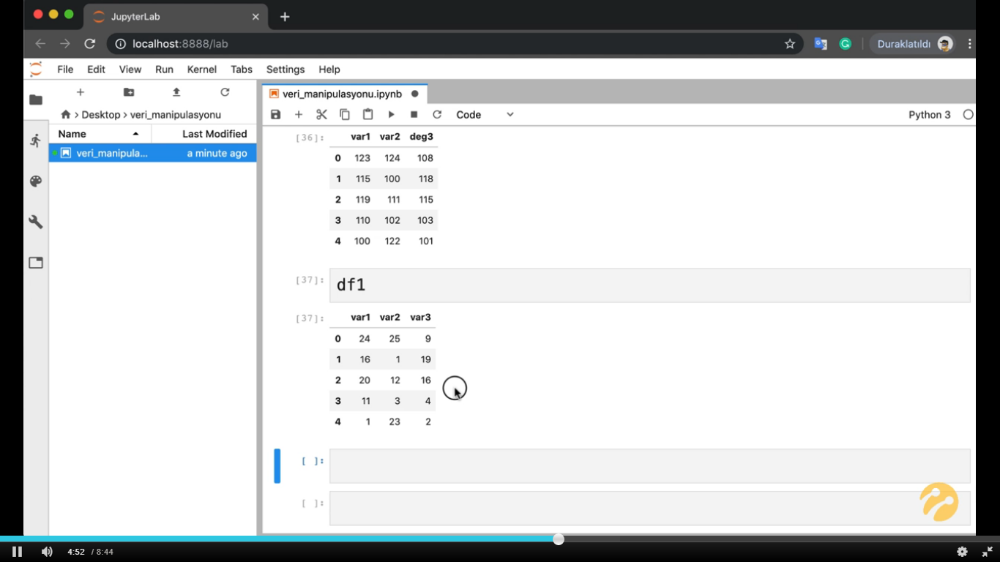 JupyterLab
localhost:8888/lab
Duraklatıldı
File Edit View Run Kernel Tabs Settings Help
veri_manipulasyonu.ipynb
Desktop > veri_manipulasyonu
Code
Python 3
Name Last Modified
veri_manipula... a minute ago
[36]: var1 var2 deg3
0 123 124 108
1 115 100 118
2 119 111 115
3 110 102 103
4 100 122 101
[37]: df1
[37]: var1 var2 var3
0 24 25 9
1 16 1 19
2 20 12 16
3 11 3 4
4 1 23 2
[ ]:
[ ]:
4:52 / 8:44